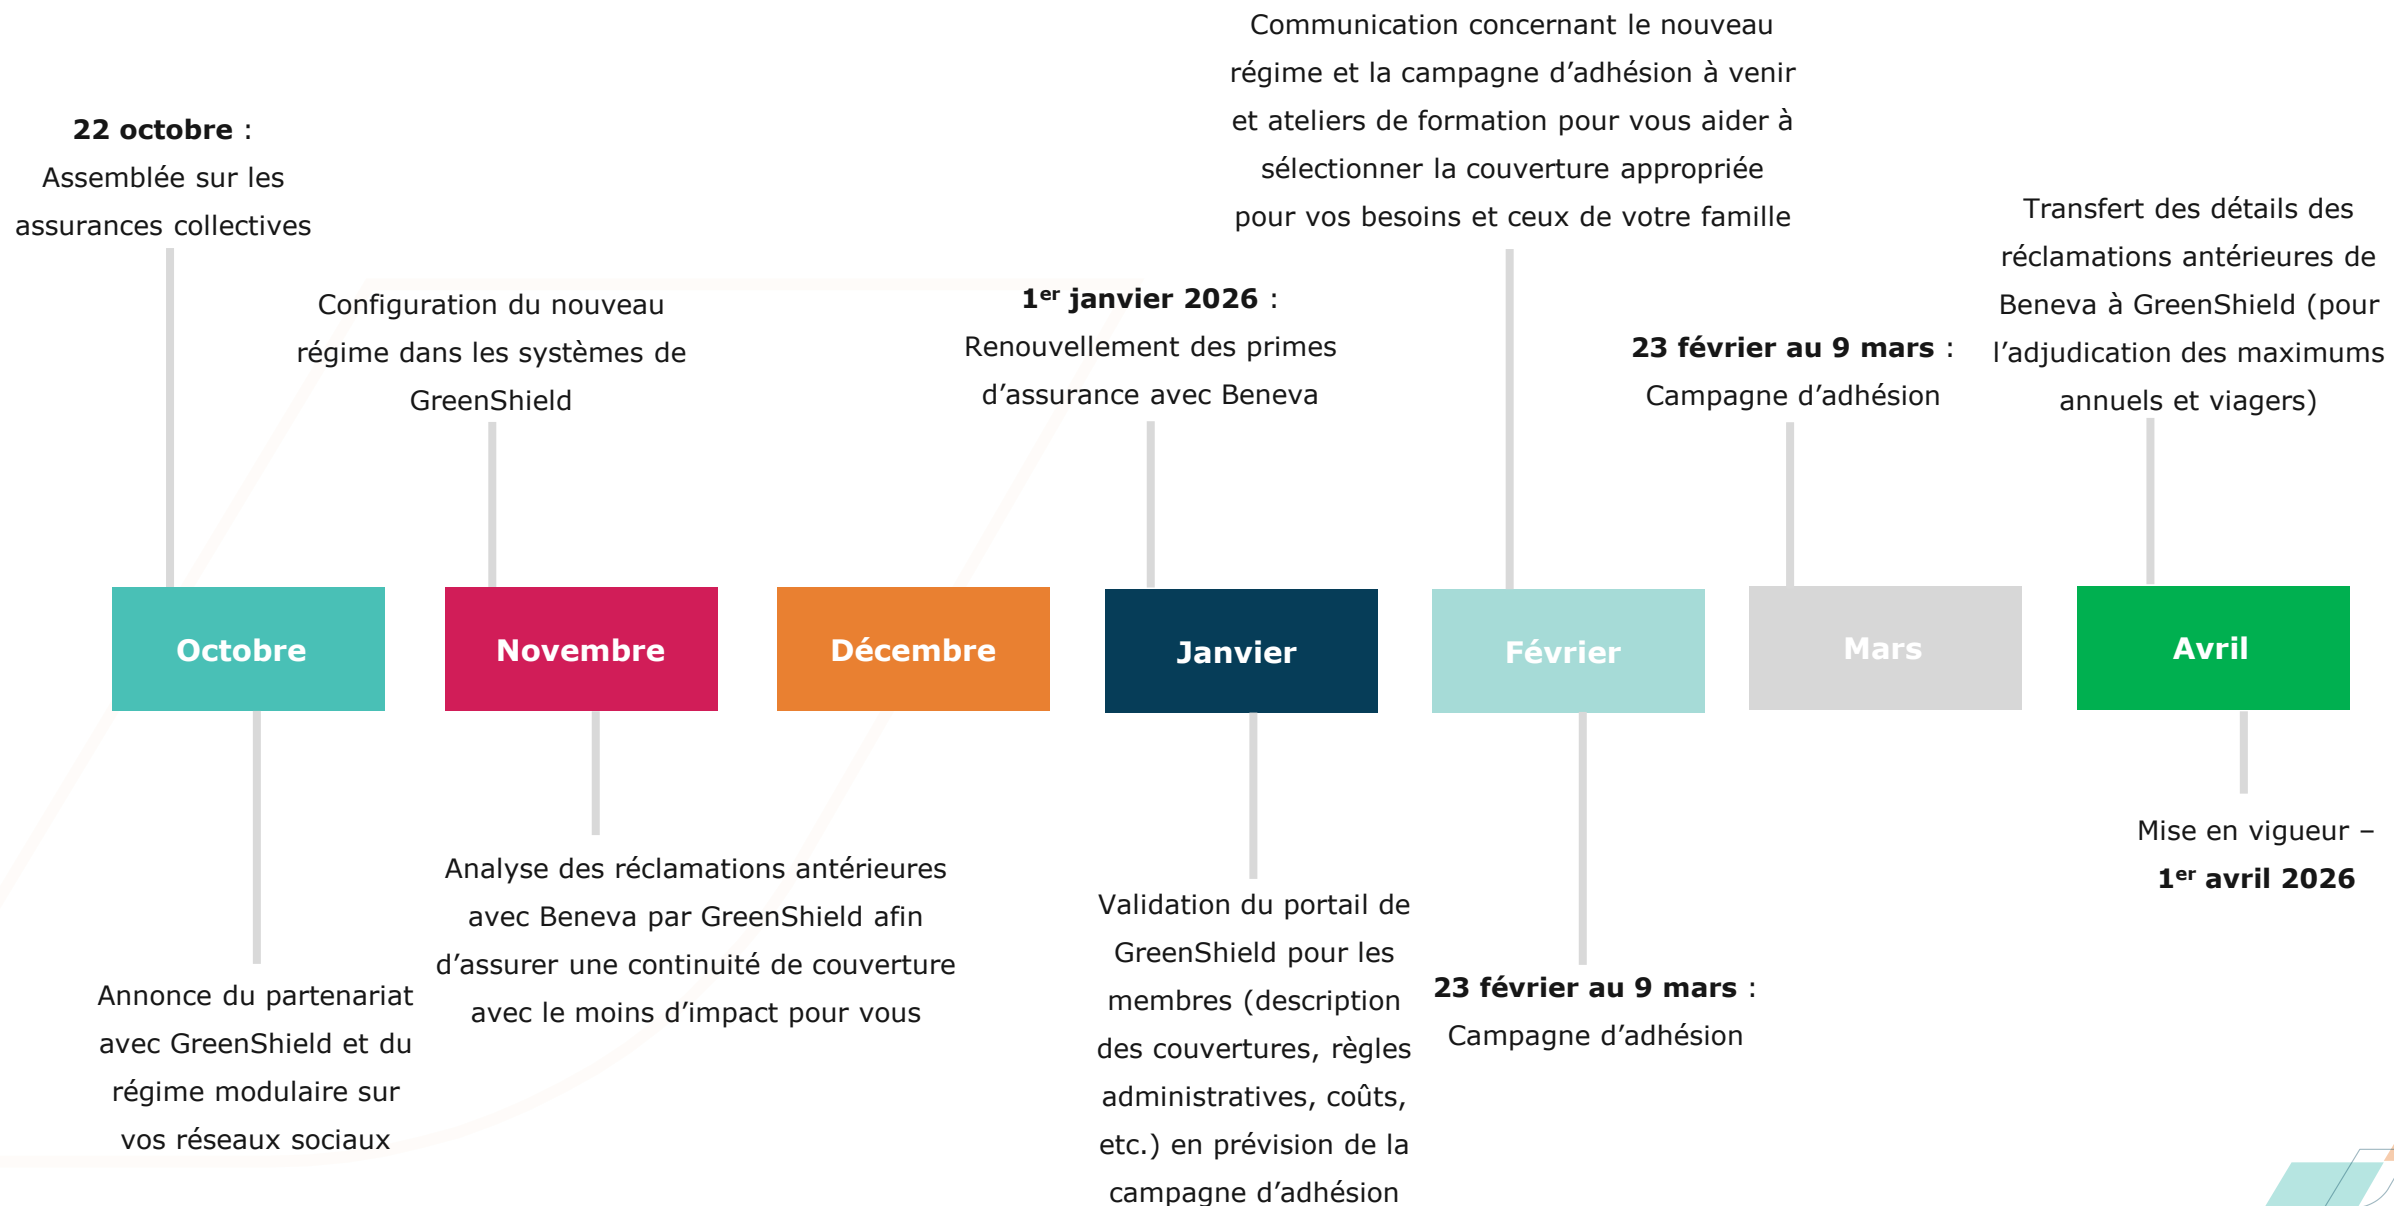 22 octobre :
Assemblée sur les
assurances collectives
Configuration du nouveau
régime dans les systèmes de
GreenShield
1er janvier 2026 :
Renouvellement des primes
d’assurance avec Beneva
Communication concernant le nouveau
régime et la campagne d’adhésion à venir
et ateliers de formation pour vous aider à
sélectionner la couverture appropriée
pour vos besoins et ceux de votre famille
23 février au 9 mars :
Campagne d’adhésion
Transfert des détails des
réclamations antérieures de
Beneva à GreenShield (pour
l’adjudication des maximums
annuels et viagers)
Octobre
Novembre
Décembre
Janvier
Février
Mars
Avril
Annonce du partenariat
avec GreenShield et du
régime modulaire sur
vos réseaux sociaux
Analyse des réclamations antérieures
avec Beneva par GreenShield afin
d’assurer une continuité de couverture
avec le moins d’impact pour vous
Validation du portail de
GreenShield pour les
membres (description
des couvertures, règles
administratives, coûts,
etc.) en prévision de la
campagne d’adhésion
23 février au 9 mars :
Campagne d’adhésion
Mise en vigueur –
1er avril 2026